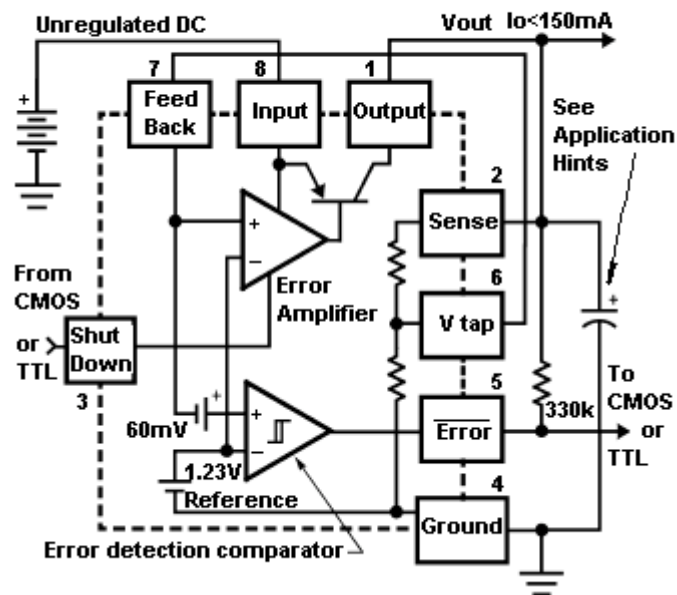 Unregulated DC
Vout Io<150mA
7
8
1
Feed
Back
Input
Output
See
Application
Hints
+
2
Sense
+
−
Error
Amplifier
6
V tap
+
From
CMOS
or
TTL
Shut
Down
3
5
Error
330k
To
CMOS
or
TTL
60mV
+
+
−
1.23V
Reference
4
Ground
Error detection comparator